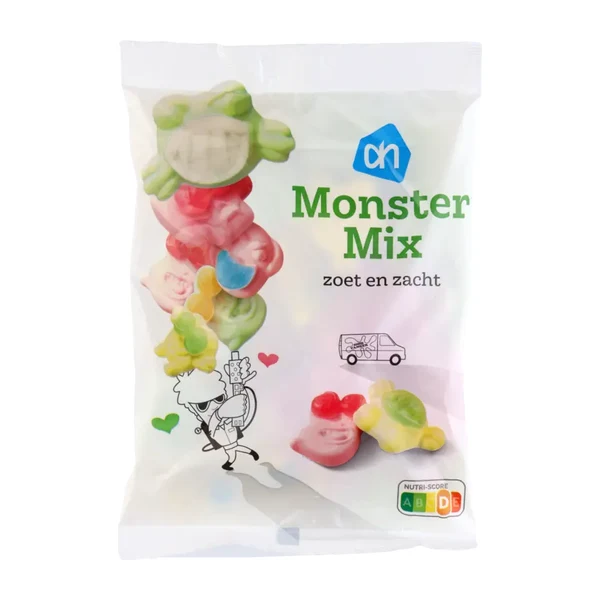 ah
Monster
Mix
zoet en zacht
NUTRI-SCORE
A B C D E